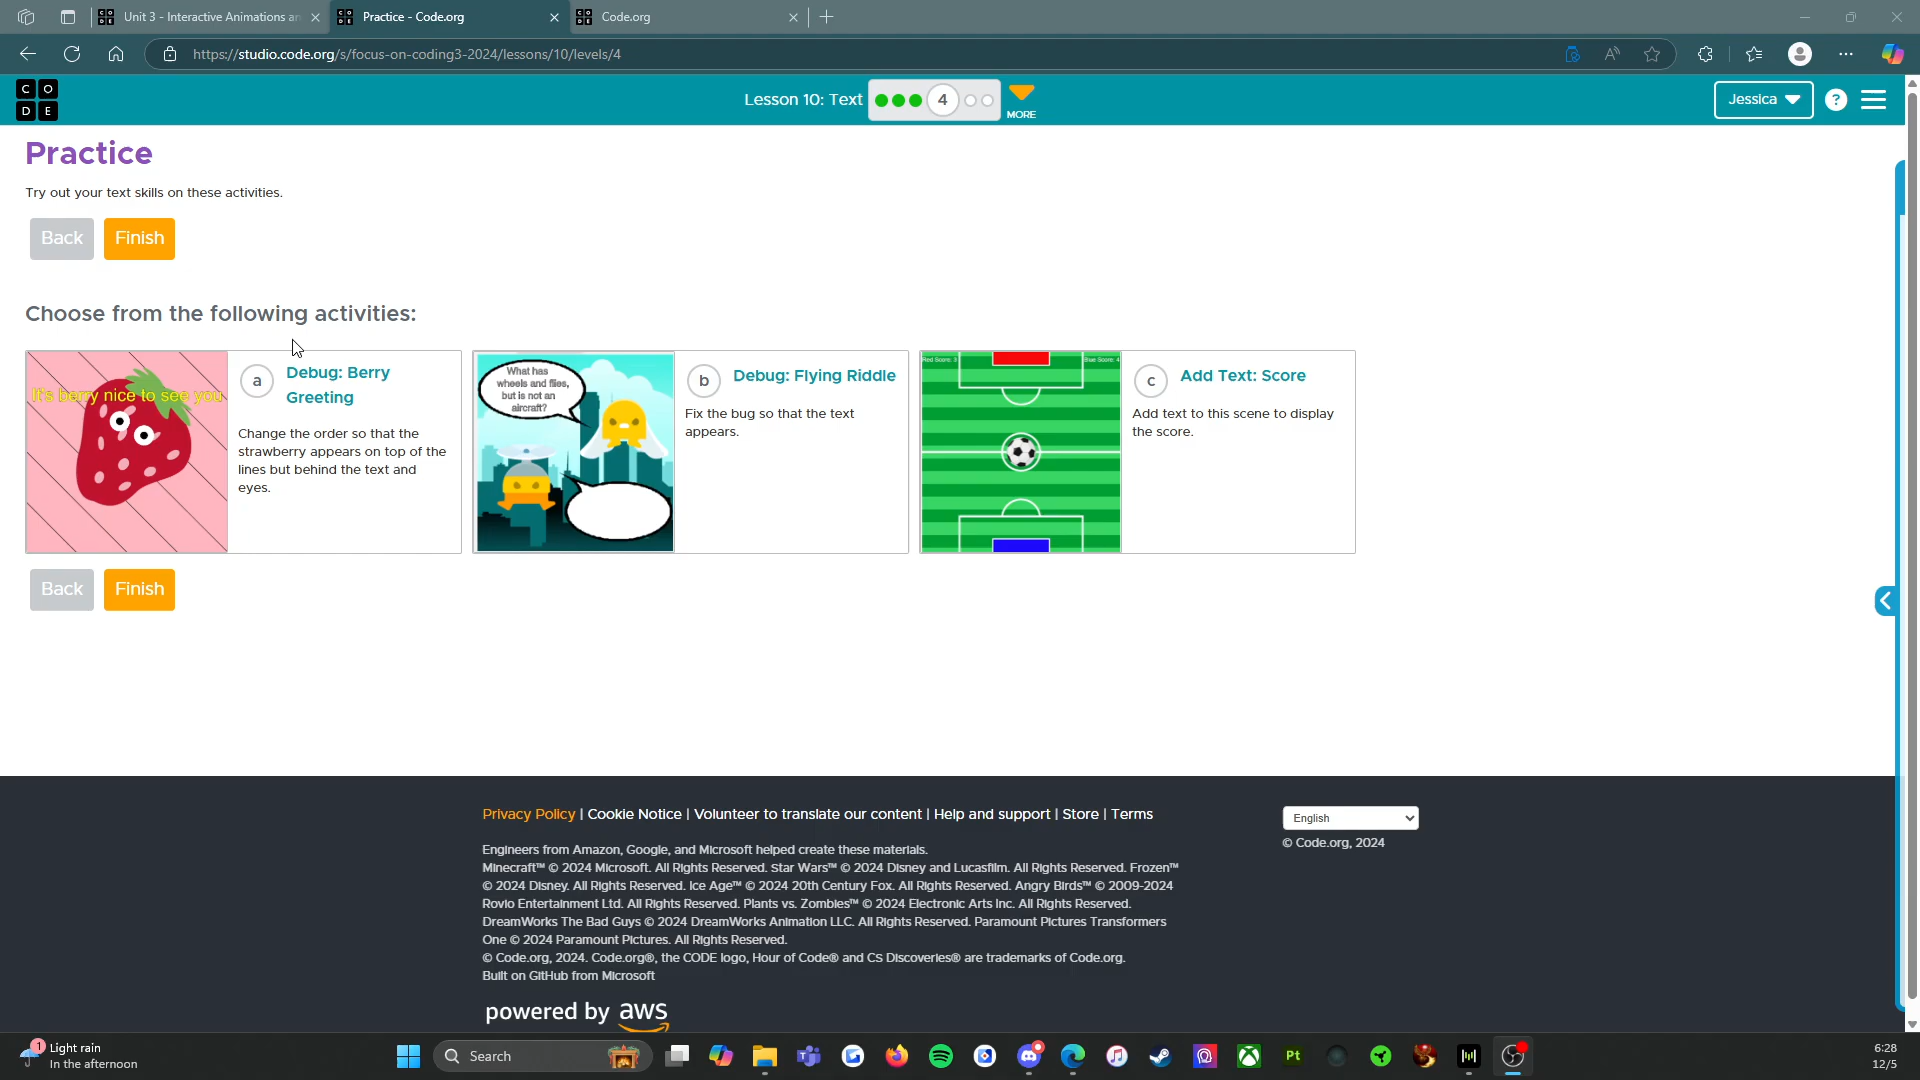 Unit 3 - Interactive Animations an
Practice - Code.org
Code.org
https://studio.code.org/s/focus-on-coding3-2024/lessons/10/levels/4
C O
D E
Lesson 10: Text
4
MORE
Jessica
?
Practice
Try out your text skills on these activities.
Back
Finish
Choose from the following activities:
It's berry nice to see you
a
Debug: Berry
Greeting
Change the order so that the
strawberry appears on top of the
lines but behind the text and
eyes.
What has
wheels and flies,
but is not an
aircraft?
b
Debug: Flying Riddle
Fix the bug so that the text
appears.
Red Score: 3
Blue Score: 4
c
Add Text: Score
Add text to this scene to display
the score.
Back
Finish
Privacy Policy | Cookie Notice | Volunteer to translate our content | Help and support | Store | Terms
English
© Code.org, 2024
Engineers from Amazon, Google, and Microsoft helped create these materials.
Minecraft™ © 2024 Microsoft. All Rights Reserved. Star Wars™ © 2024 Disney and Lucasfilm. All Rights Reserved. Frozen™
© 2024 Disney. All Rights Reserved. Ice Age™ © 2024 20th Century Fox. All Rights Reserved. Angry Birds™ © 2009-2024
Rovio Entertainment Ltd. All Rights Reserved. Plants vs. Zombies™ © 2024 Electronic Arts Inc. All Rights Reserved.
DreamWorks The Bad Guys © 2024 DreamWorks Animation LLC. All Rights Reserved. Paramount Pictures Transformers
One © 2024 Paramount Pictures. All Rights Reserved.
© Code.org, 2024. Code.org®, the CODE logo, Hour of Code® and CS Discoveries® are trademarks of Code.org.
Built on GitHub from Microsoft
powered by aws
1
Light rain
In the afternoon
Search
Pt
6:28
12/5